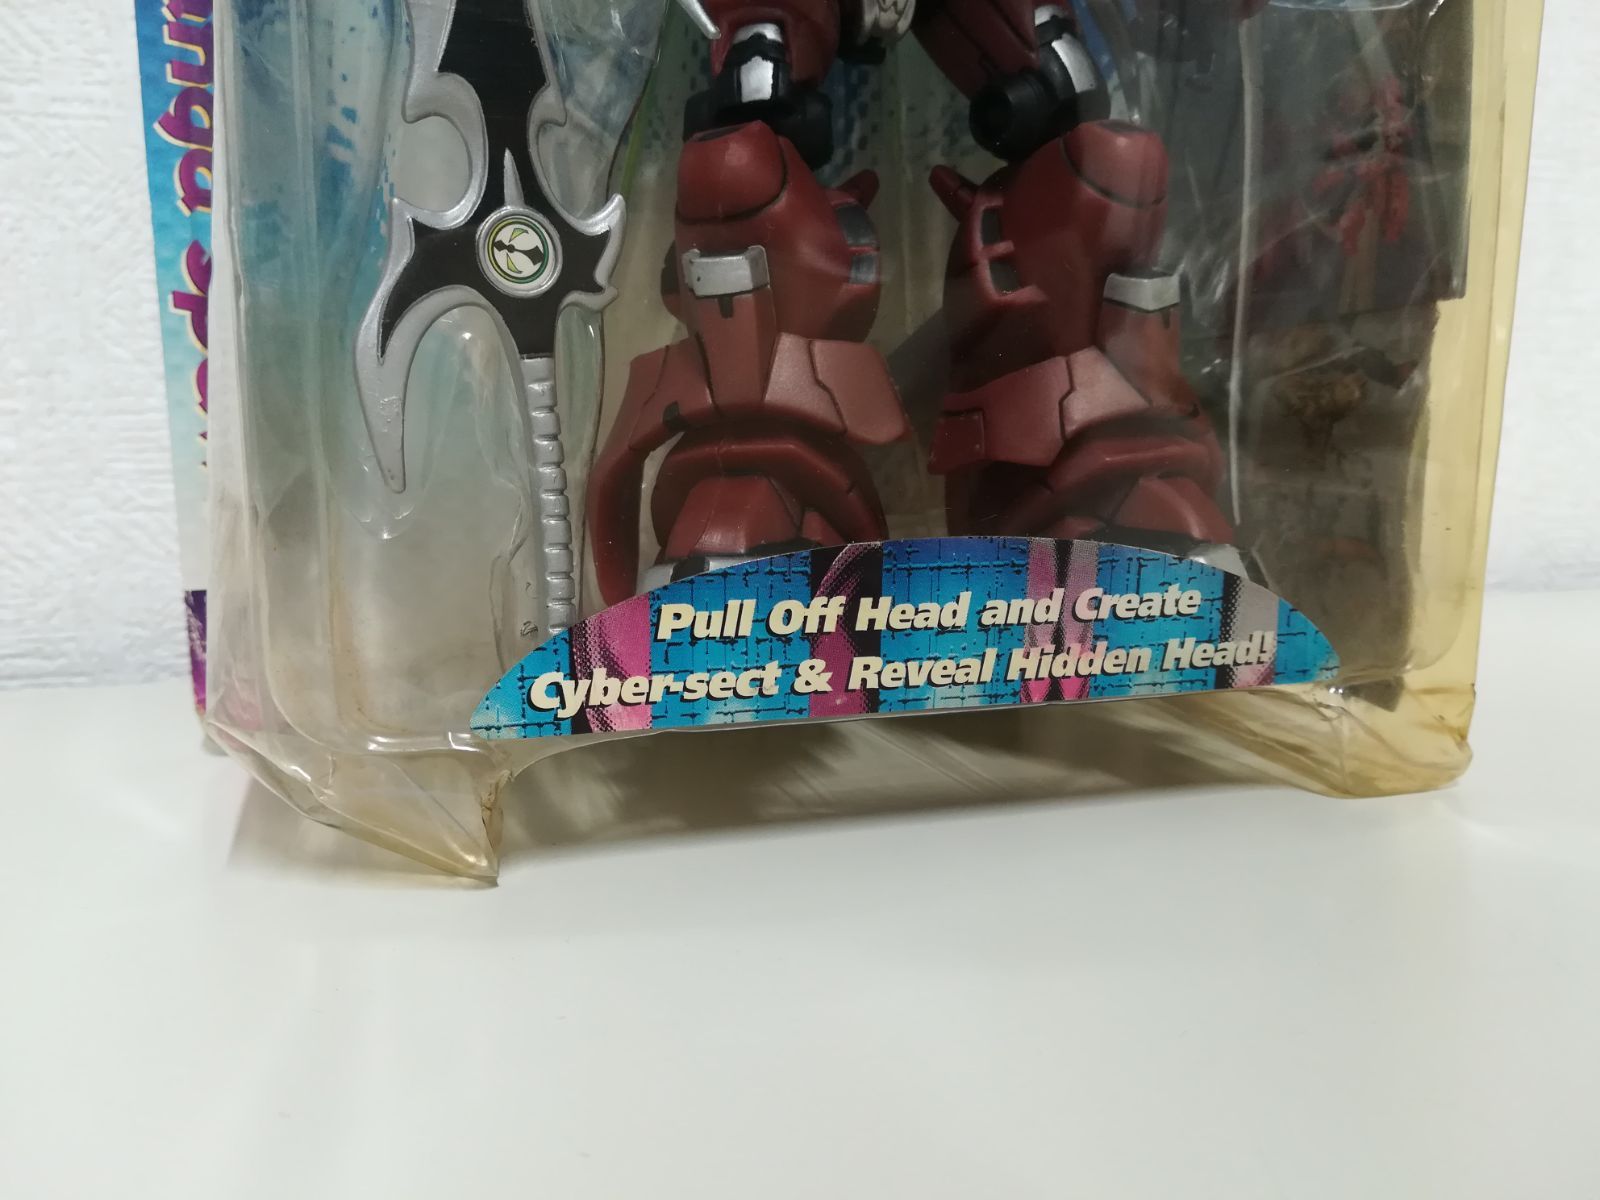 Pull Off Head and Create
Cyber-sect & Reveal Hidden Head!